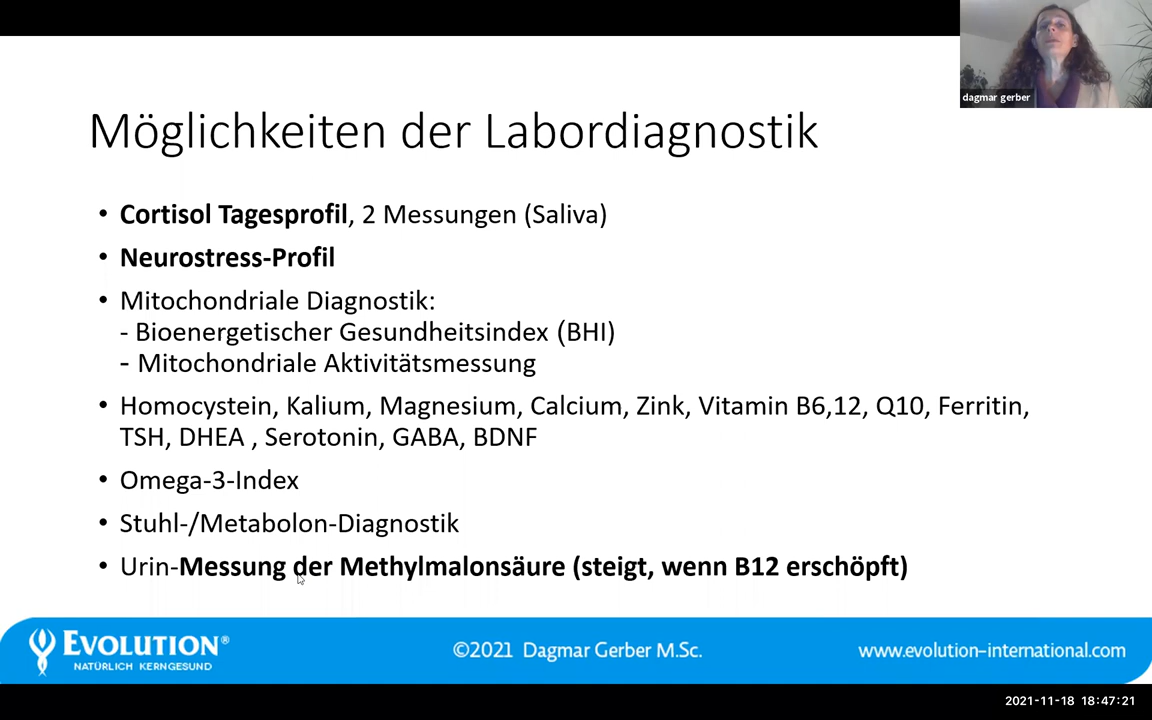 dagmar gerber
Möglichkeiten der Labordiagnostik
• Cortisol Tagesprofil, 2 Messungen (Saliva)
• Neurostress-Profil
• Mitochondriale Diagnostik:
- Bioenergetischer Gesundheitsindex (BHI)
- Mitochondriale Aktivitätsmessung
• Homocystein, Kalium, Magnesium, Calcium, Zink, Vitamin B6,12, Q10, Ferritin,
TSH, DHEA , Serotonin, GABA, BDNF
• Omega-3-Index
• Stuhl-/Metabolon-Diagnostik
• Urin-Messung der Methylmalonsäure (steigt, wenn B12 erschöpft)
EVOLUTION®
NATÜRLICH KERNGESUND
©2021 Dagmar Gerber M.Sc.
www.evolution-international.com
2021-11-18 18:47:21